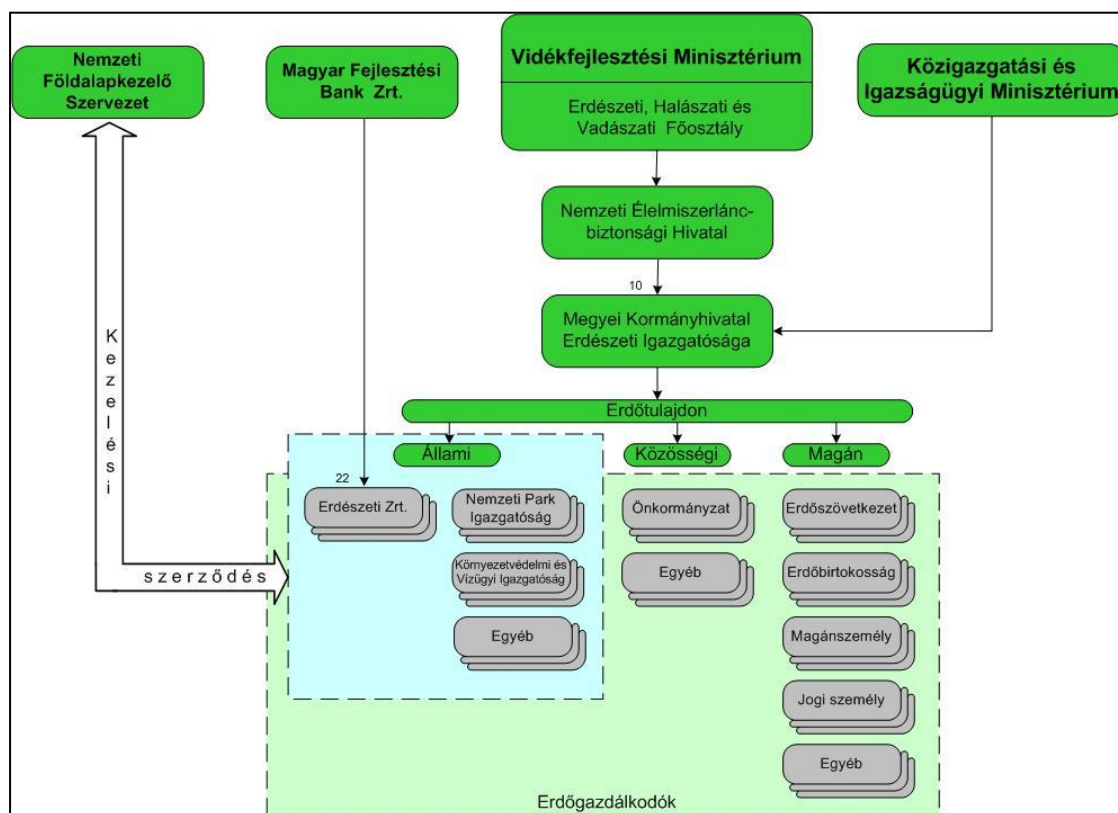 Nemzeti
Földalapkezelő
Szervezet
Magyar Fejlesztési
Bank Zrt.
Vidékfejlesztési Minisztérium
Erdészeti, Halászati és
Vadászati Főosztály
Közigazgatási és
Igazságügyi Minisztérium
Nemzeti Élelmiszerlánc-
biztonsági Hivatal
10
Megyei Kormányhivatal
Erdészeti Igazgatósága
Kezelési
szerződés
Erdőtulajdon
Állami
Közösségi
Magán
22
Erdészeti Zrt.
Nemzeti Park
Igazgatóság
Környezetvédelmi és
Vízügyi Igazgatóság
Egyéb
Önkormányzat
Egyéb
Erdőszövetkezet
Erdőbirtokosság
Magánszemély
Jogi személy
Egyéb
Erdőgazdálkodók